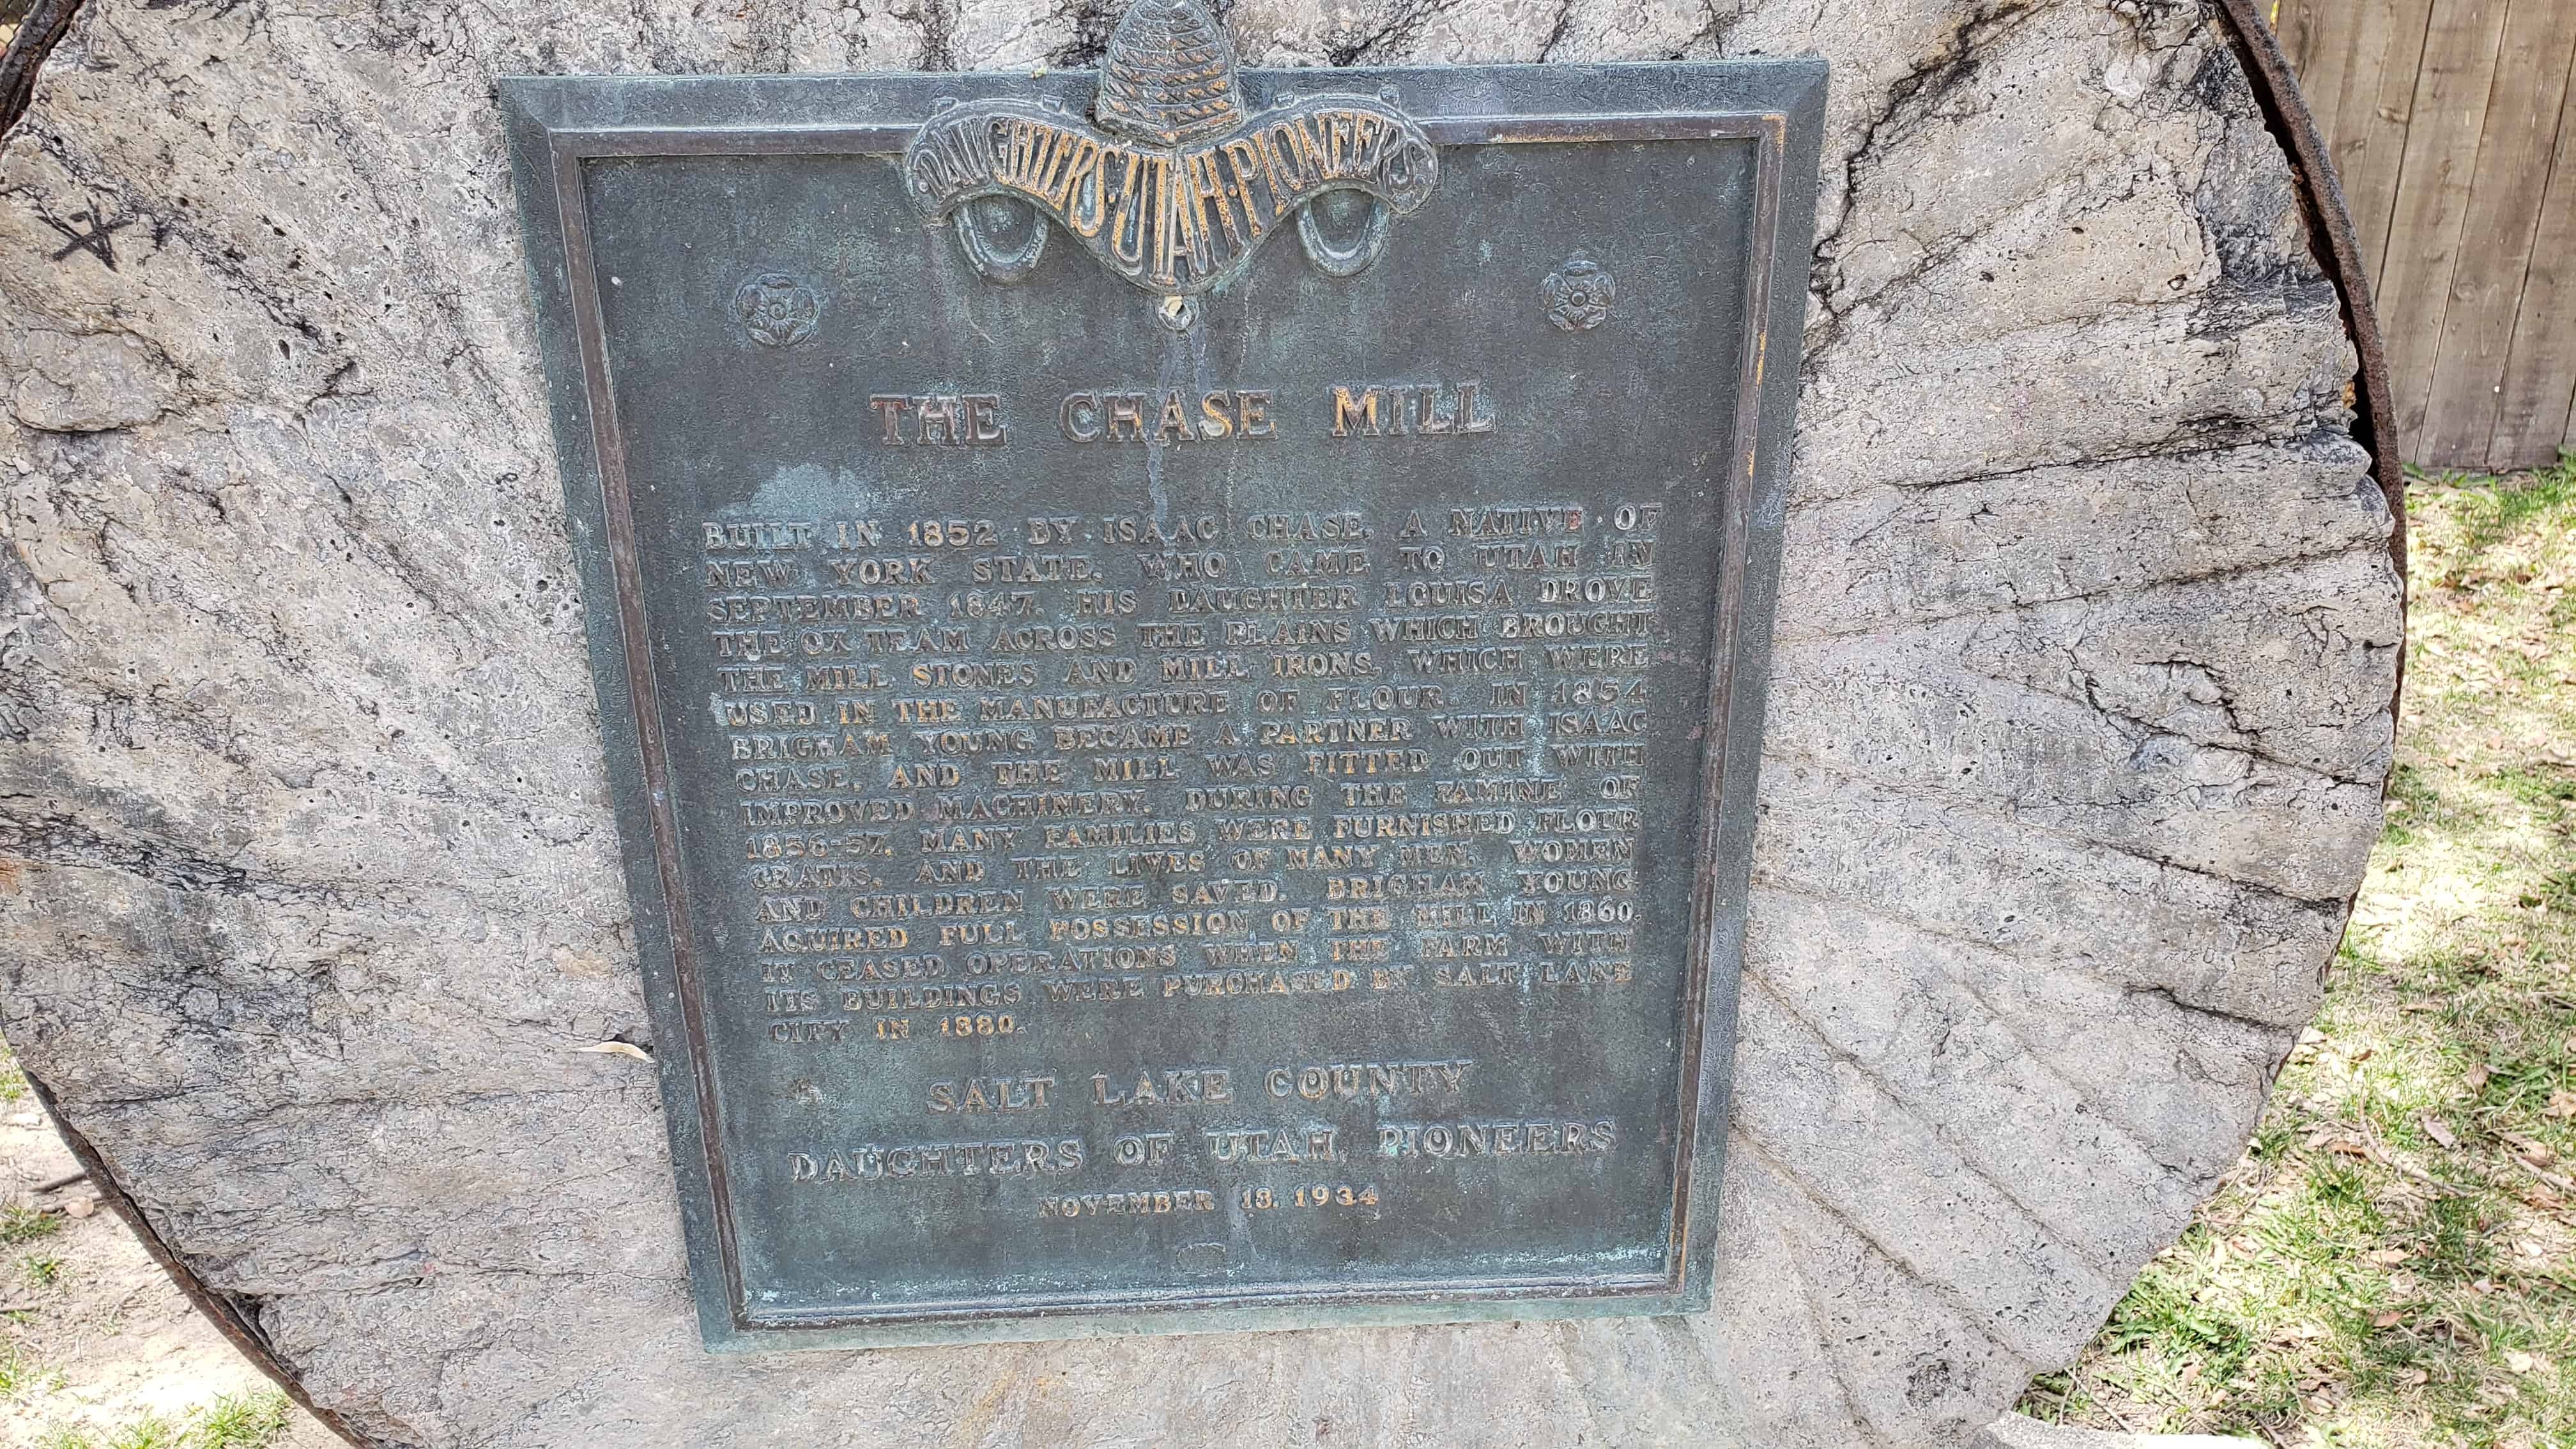 DAUGHTERS·UTAH·PIONEERS
THE CHASE MILL
BUILT IN 1852 BY ISAAC CHASE, A NATIVE OF
NEW YORK STATE, WHO CAME TO UTAH IN
SEPTEMBER 1847. HIS DAUGHTER LOUISA DROVE
THE OX TEAM ACROSS THE PLAINS WHICH BROUGHT
THE MILL STONES AND MILL IRONS, WHICH WERE
USED IN THE MANUFACTURE OF FLOUR. IN 1854
BRIGHAM YOUNG BECAME A PARTNER WITH ISAAC
CHASE, AND THE MILL WAS FITTED OUT WITH
IMPROVED MACHINERY. DURING THE FAMINE OF
1856-57, MANY FAMILIES WERE FURNISHED FLOUR
GRATIS, AND THE LIVES OF MANY MEN, WOMEN
AND CHILDREN WERE SAVED. BRIGHAM YOUNG
ACQUIRED FULL POSSESSION OF THE MILL IN 1860.
IT CEASED OPERATIONS WHEN THE FARM WITH
ITS BUILDINGS WERE PURCHASED BY SALT LAKE
CITY IN 1880.
SALT LAKE COUNTY
DAUGHTERS OF UTAH PIONEERS
NOVEMBER 18, 1934